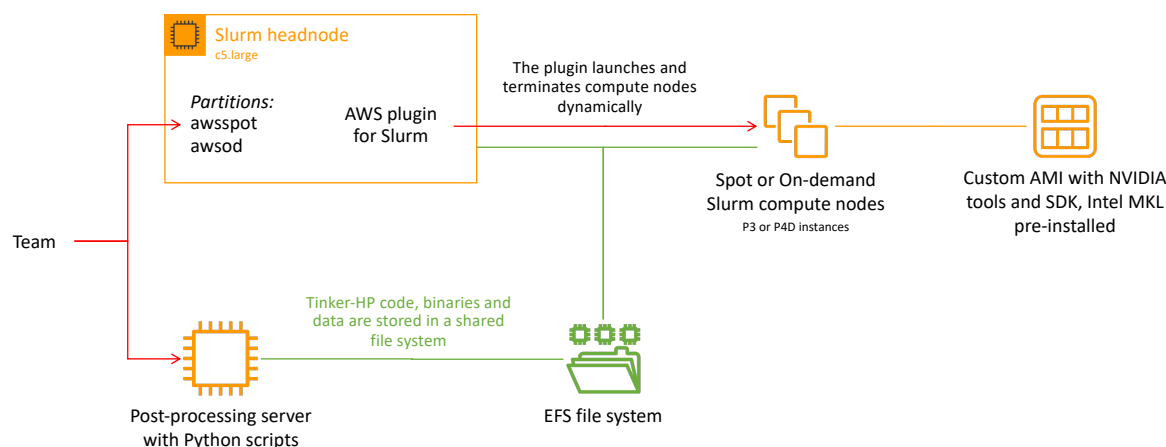 Slurm headnode
c5.large
Partitions:
awsspot
awsod
AWS plugin
for Slurm
The plugin launches and
terminates compute nodes
dynamically
Spot or On-demand
Slurm compute nodes
P3 or P4D instances
Custom AMI with NVIDIA
tools and SDK, Intel MKL
pre-installed
Team
Tinker-HP code, binaries and
data are stored in a shared
file system
Post-processing server
with Python scripts
EFS file system